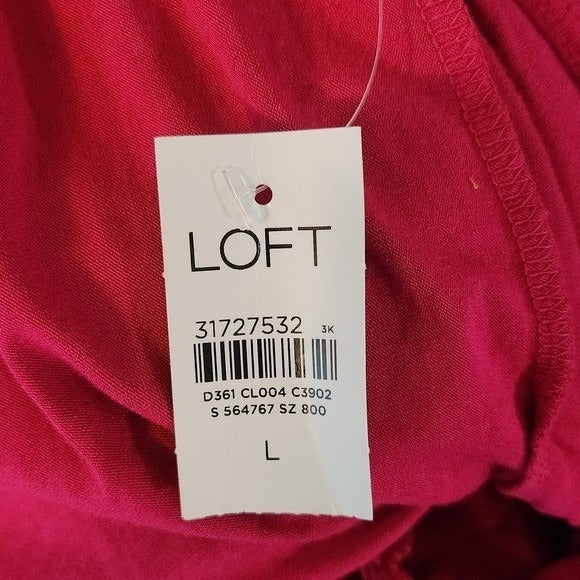 LOFT
31727532 3K
D361 CL004 C3902
S 564767 SZ 800
L